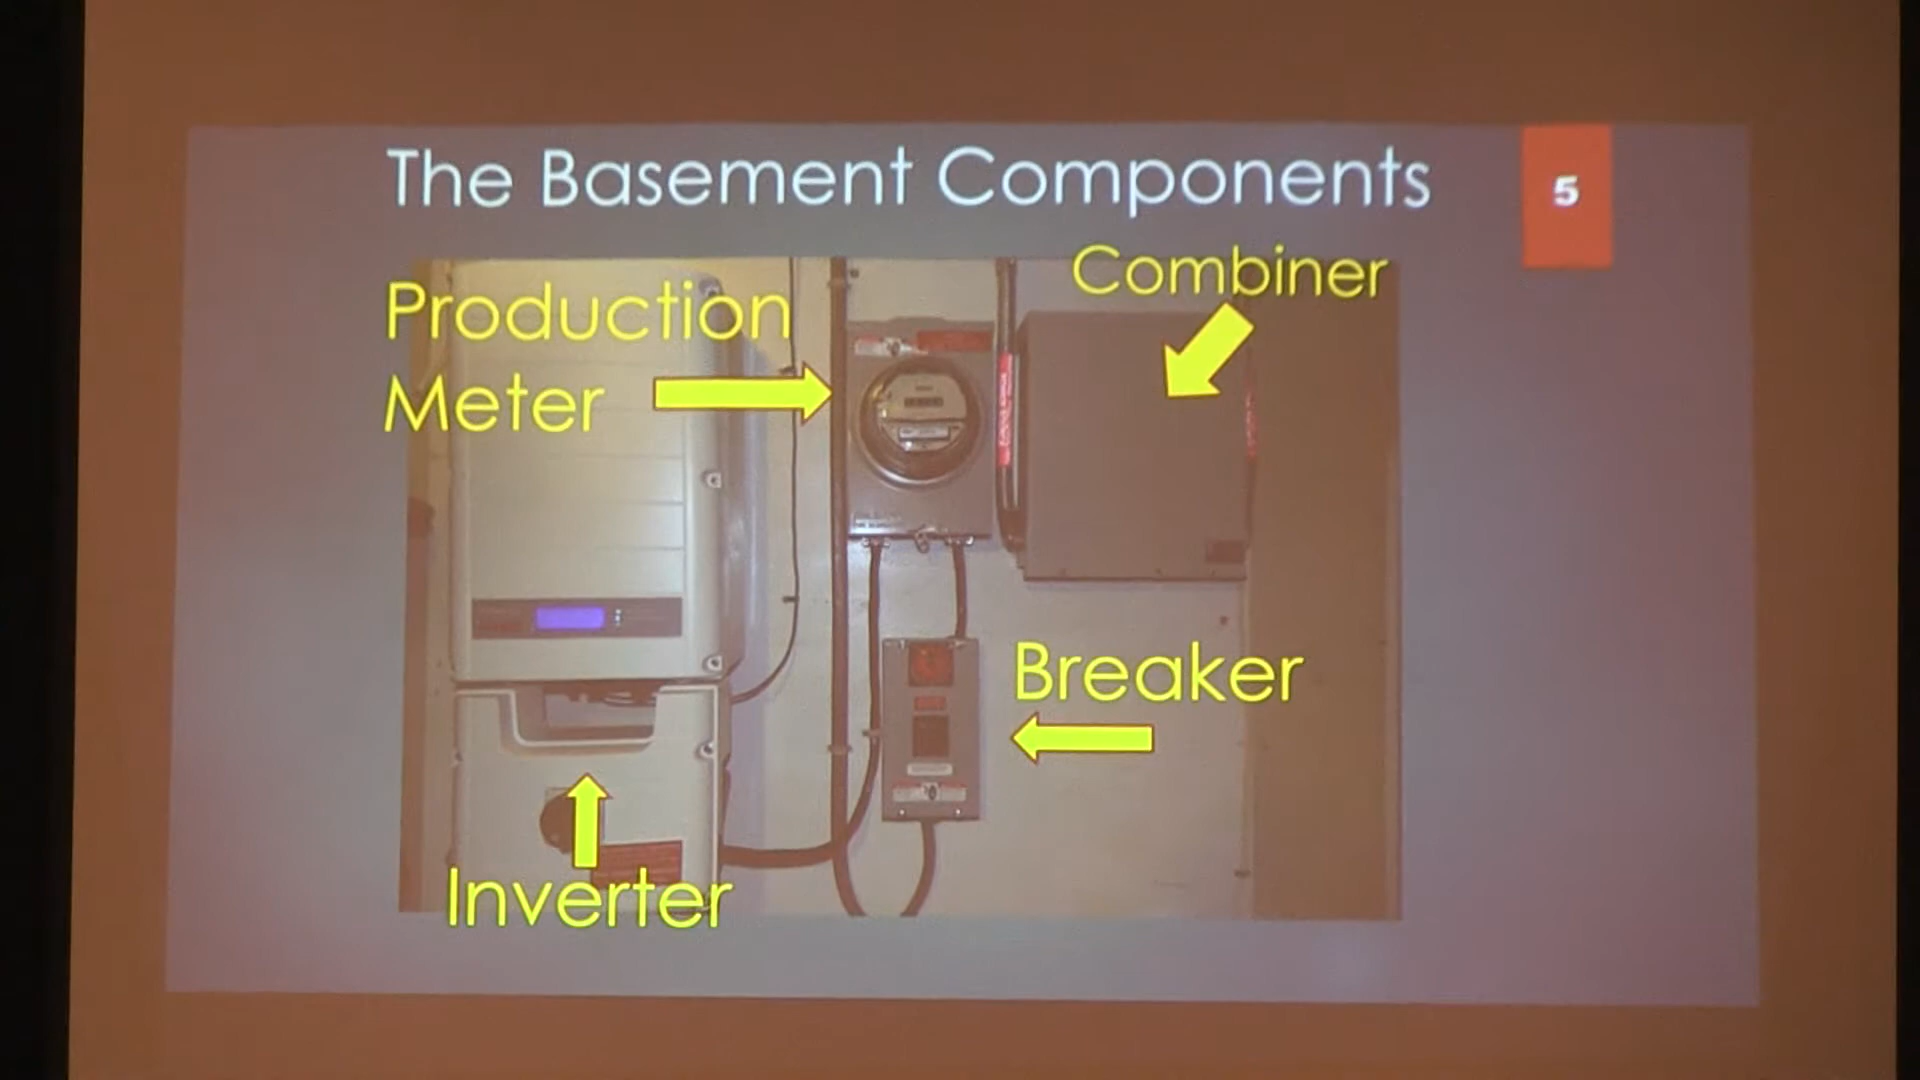 The Basement Components
5
Combiner
Production
Meter
Breaker
Inverter